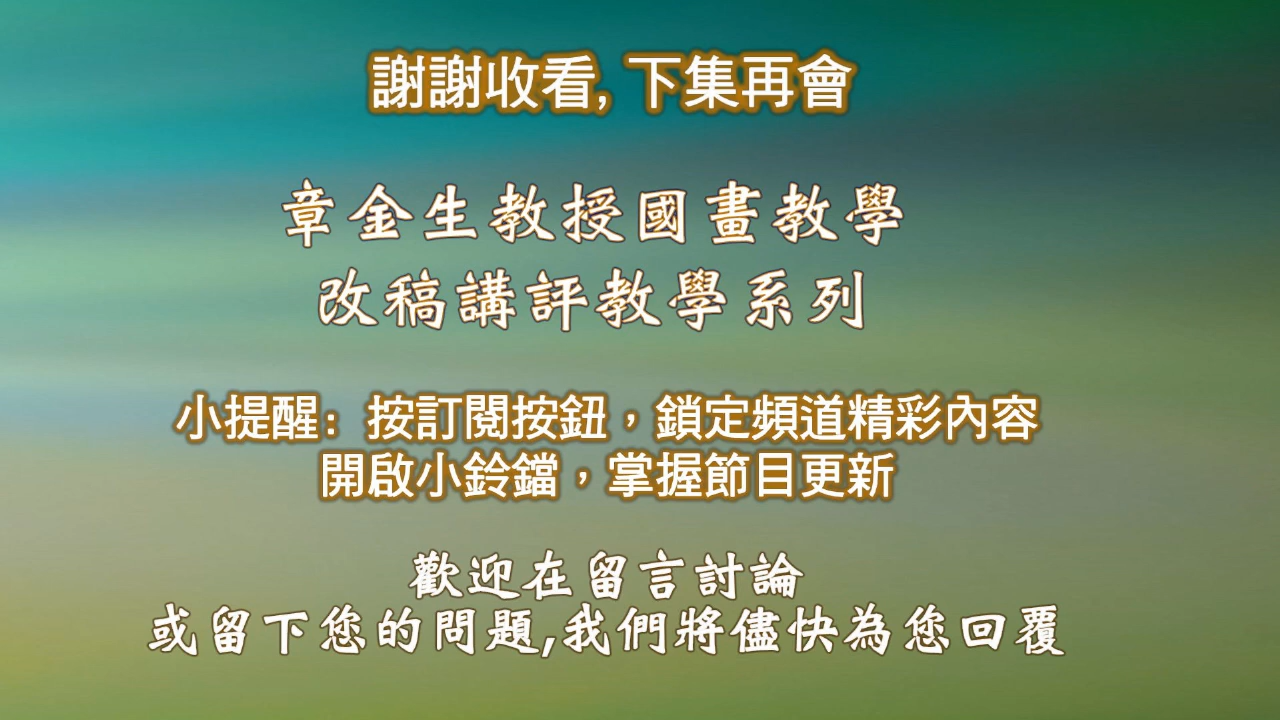 謝謝收看, 下集再會
章金生教授國畫教學
改稿講評教學系列
小提醒: 按訂閱按鈕，鎖定頻道精彩內容
開啟小鈴鐺，掌握節目更新
歡迎在留言討論
或留下您的問題,我們將儘快為您回覆